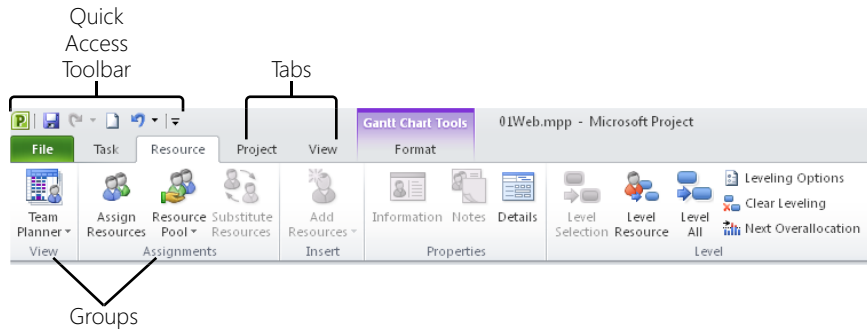 Quick
Access
Toolbar
Tabs
Gantt Chart Tools
01Web.mpp - Microsoft Project
File Task Resource Project View Format
Team
Planner
Assign
Resources
Resource
Pool
Substitute
Resources
Add
Resources
Information Notes Details
Level
Selection
Level
Resource
Level
All
Leveling Options
Clear Leveling
Next Overallocation
View Assignments Insert Properties Level
Groups